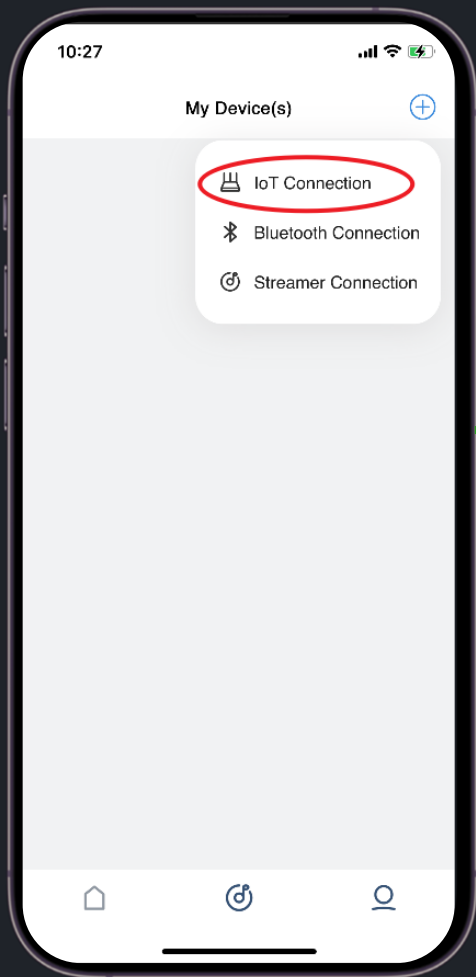 10:27
My Device(s)
IoT Connection
Bluetooth Connection
Streamer Connection